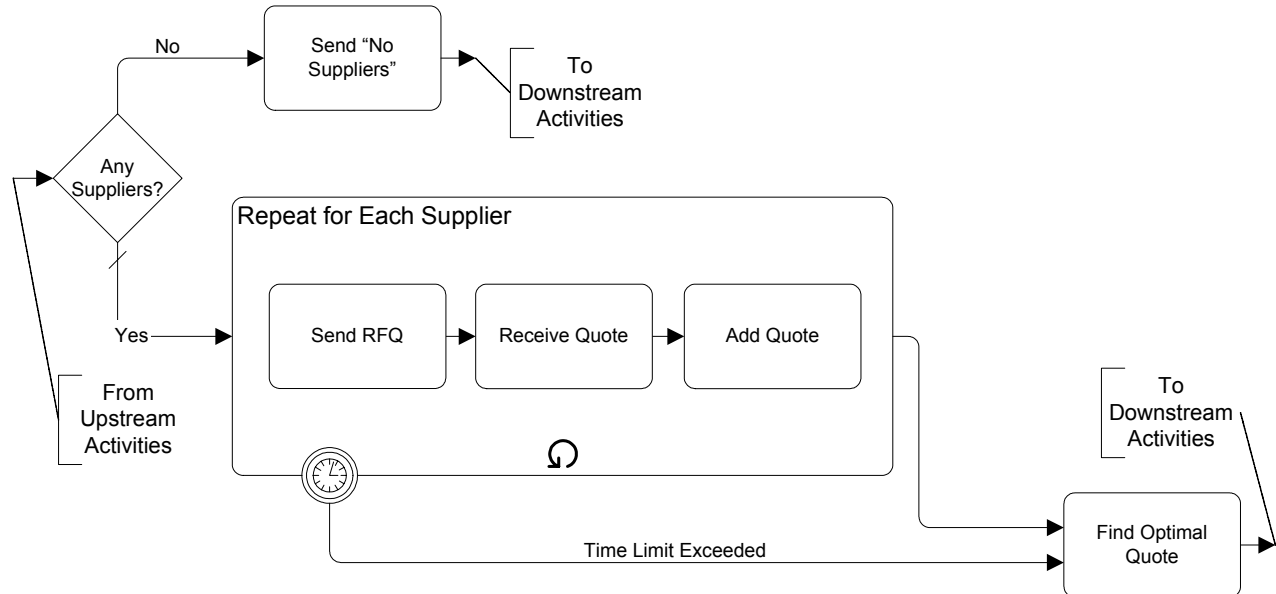 No
Send “No
Suppliers”
To
Downstream
Activities
Any
Suppliers?
Repeat for Each Supplier
Send RFQ
Receive Quote
Add Quote
Yes
From
Upstream
Activities
To
Downstream
Activities
Time Limit Exceeded
Find Optimal
Quote